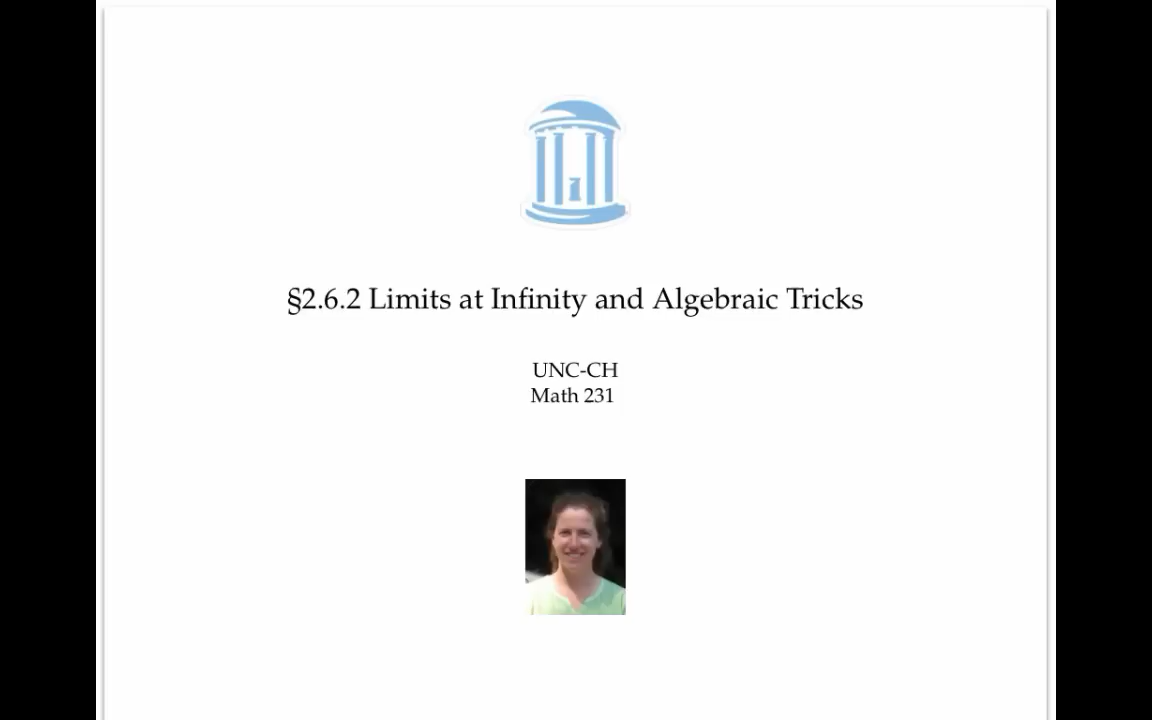 §2.6.2 Limits at Infinity and Algebraic Tricks
UNC-CH
Math 231